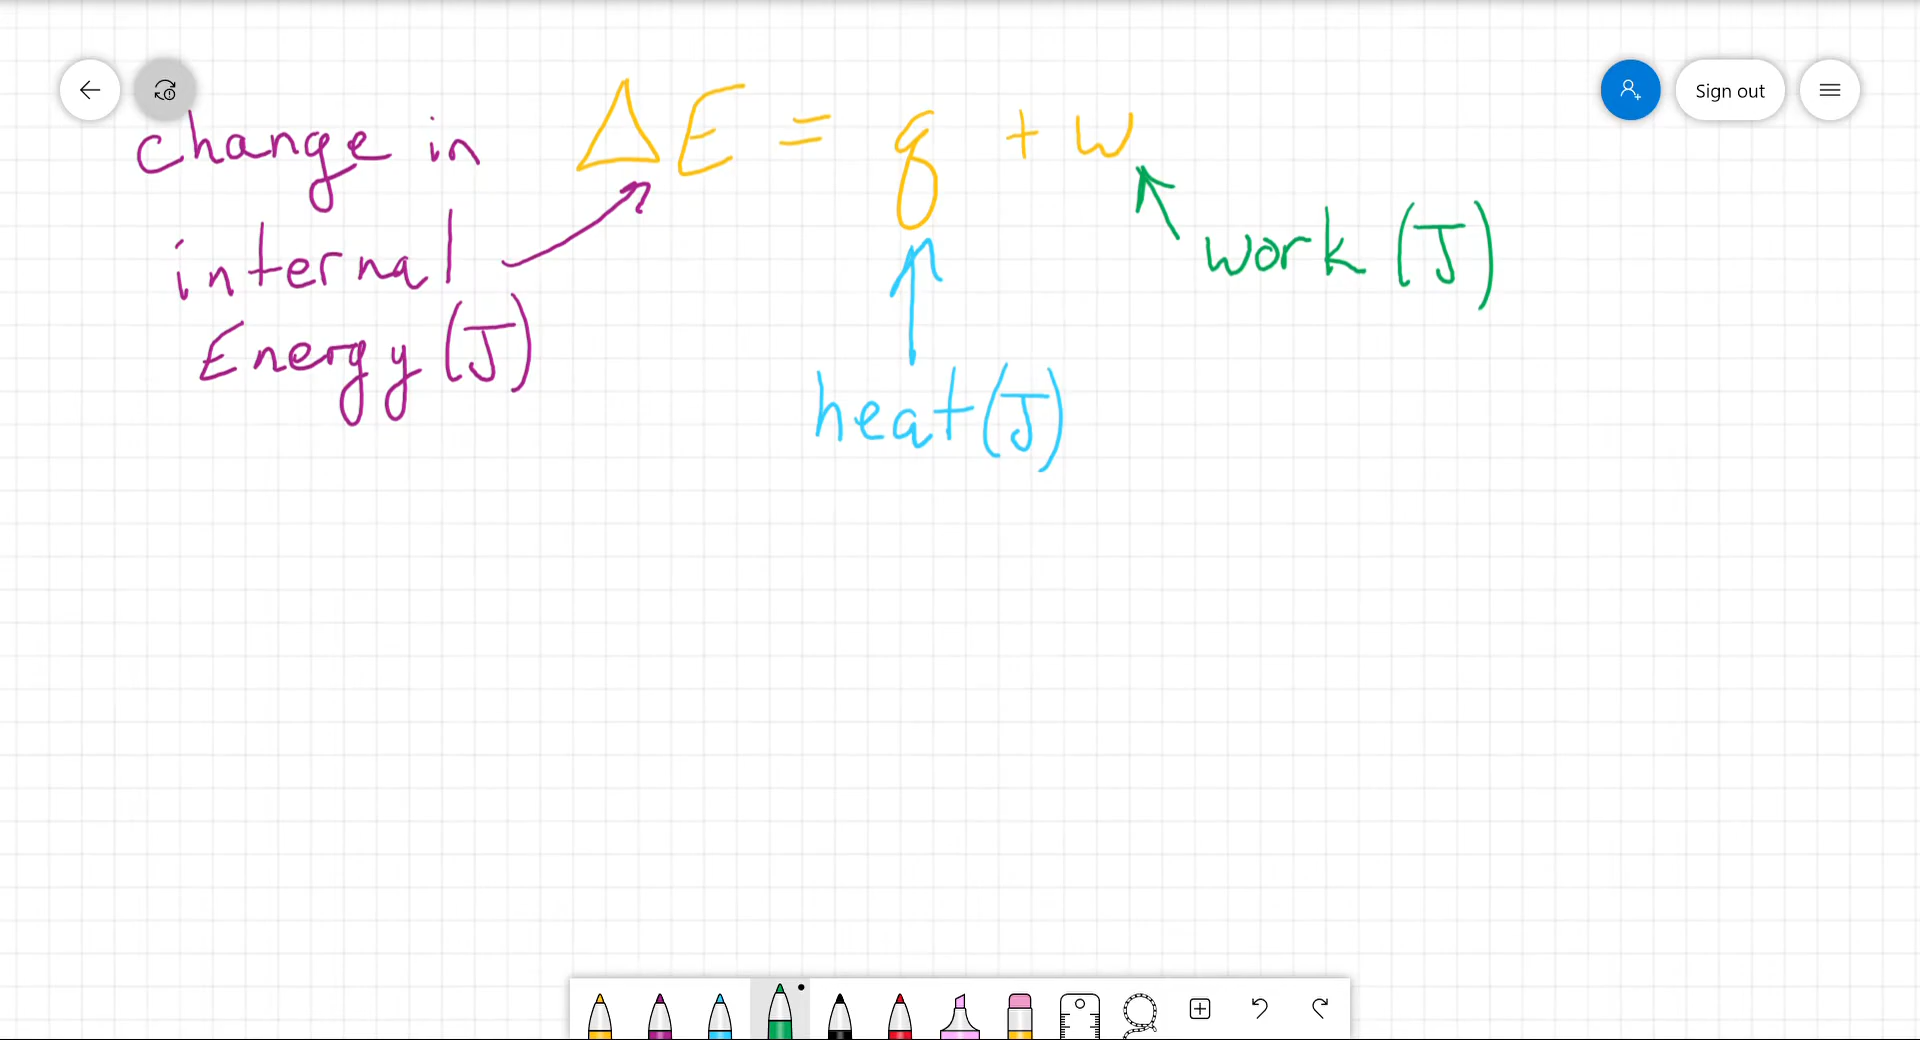 Sign out
change in
internal
Energy (J)
ΔE = q + w
work (J)
heat (J)